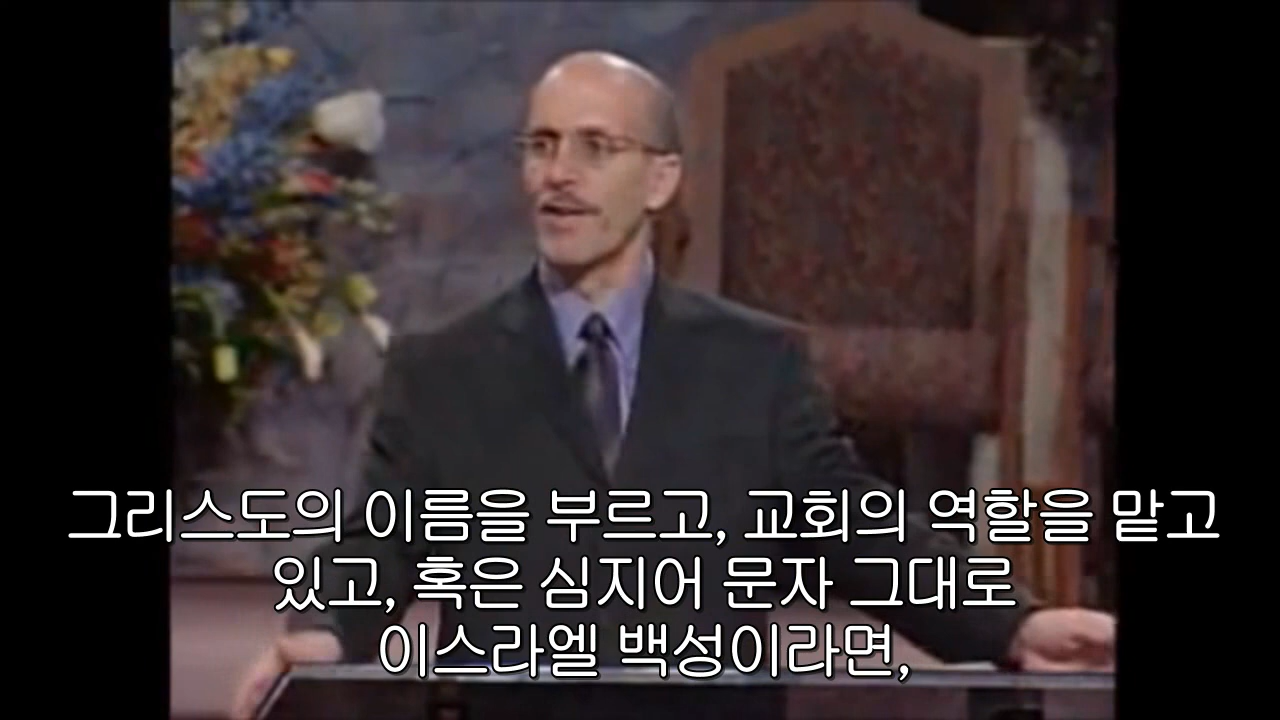 그리스도의 이름을 부르고, 교회의 역할을 맡고
있고, 혹은 심지어 문자 그대로
이스라엘 백성이라면,